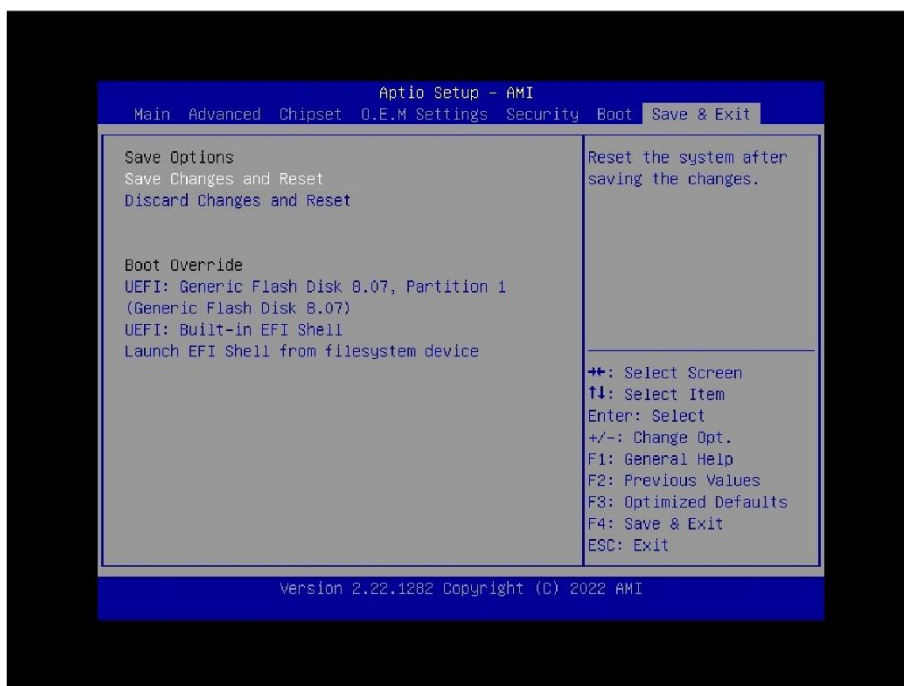 Aptio Setup - AMI
Main Advanced Chipset O.E.M Settings Security Boot Save & Exit
Save Options
Save Changes and Reset
Discard Changes and Reset
Boot Override
UEFI: Generic Flash Disk 8.07, Partition 1
(Generic Flash Disk 8.07)
UEFI: Built-in EFI Shell
Launch EFI Shell from filesystem device
Reset the system after
saving the changes.
→←: Select Screen
↑↓: Select Item
Enter: Select
+/-: Change Opt.
F1: General Help
F2: Previous Values
F3: Optimized Defaults
F4: Save & Exit
ESC: Exit
Version 2.22.1282 Copyright (C) 2022 AMI